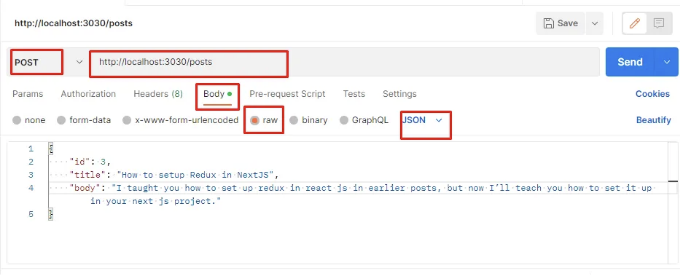 http://localhost:3030/posts
Save
POST http://localhost:3030/posts Send
Params Authorization Headers (8) Body Pre-request Script Tests Settings Cookies
none form-data x-www-form-urlencoded raw binary GraphQL JSON Beautify
1 {
2 "id": 3,
3 "title": "How to setup Redux in NextJS",
4 "body": "I taught you how to set up redux in react js in earlier posts, but now I'll teach you how to set it up
in your next js project."
5 }